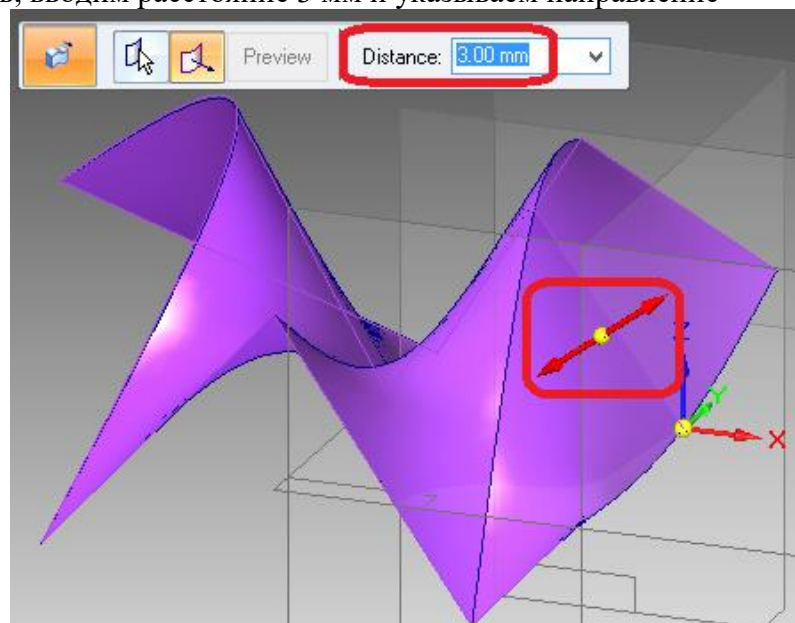 вводим расстояние 3 мм и указываем направление
Preview Distance: 3.00 mm
Z
Y
X